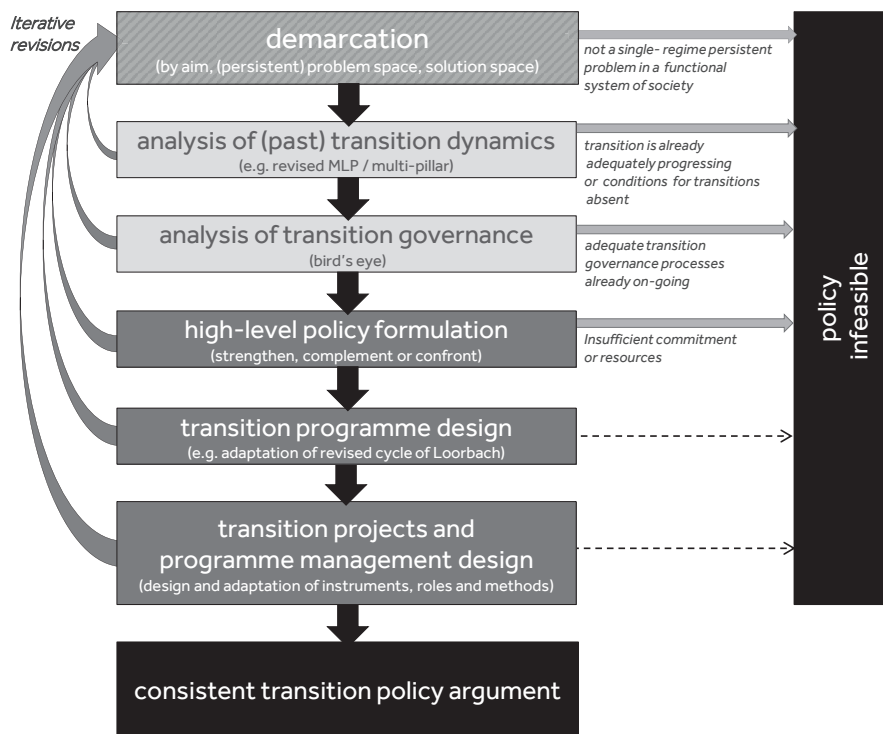 Iterative
revisions
demarcation
(by aim, (persistent) problem space, solution space)
not a single- regime persistent
problem in a functional
system of society
analysis of (past) transition dynamics
(e.g. revised MLP / multi-pillar)
transition is already
adequately progressing
or conditions for transitions
absent
analysis of transition governance
(bird's eye)
adequate transition
governance processes
already on-going
high-level policy formulation
(strengthen, complement or confront)
Insufficient commitment
or resources
transition programme design
(e.g. adaptation of revised cycle of Loorbach)
transition projects and
programme management design
(design and adaptation of instruments, roles and methods)
consistent transition policy argument
policy
infeasible